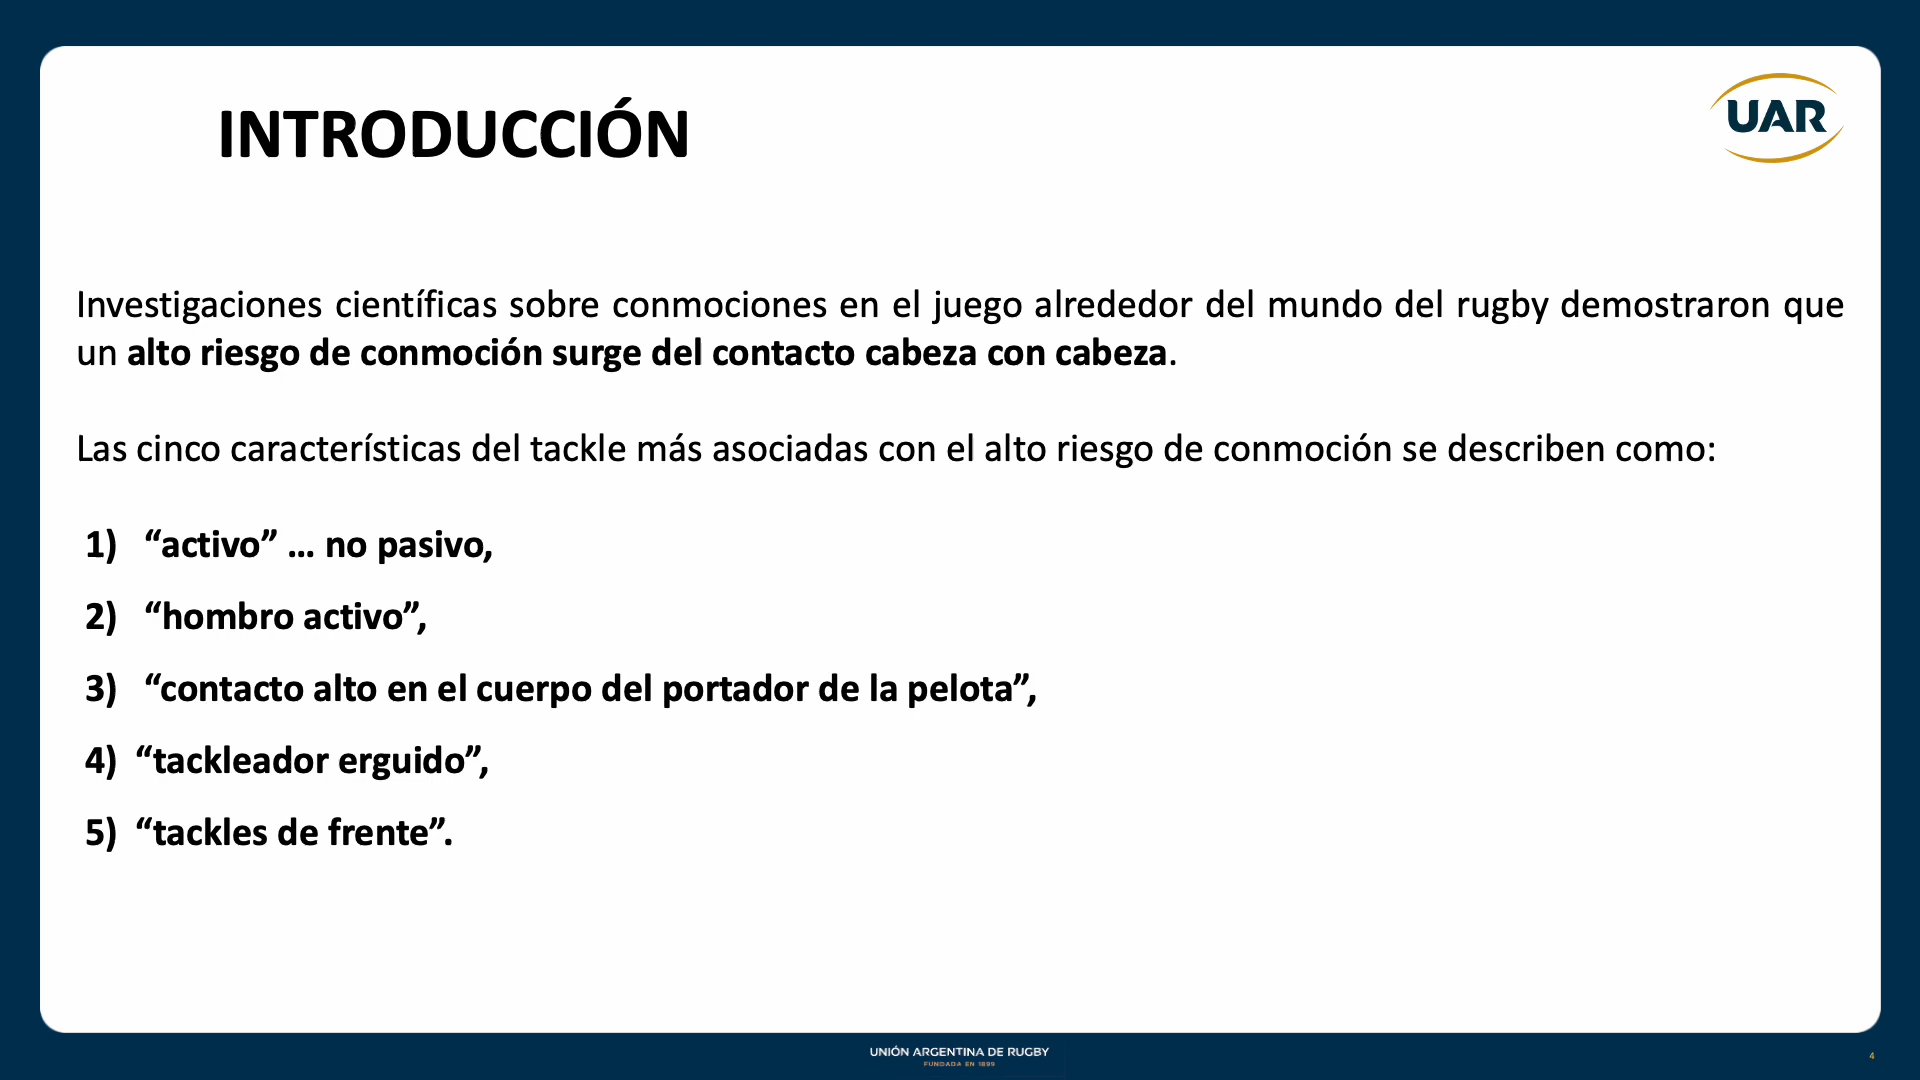 INTRODUCCIÓN
UAR
Investigaciones científicas sobre conmociones en el juego alrededor del mundo del rugby demostraron que
un alto riesgo de conmoción surge del contacto cabeza con cabeza.
Las cinco características del tackle más asociadas con el alto riesgo de conmoción se describen como:
1) “activo” ... no pasivo,
2) “hombro activo”,
3) “contacto alto en el cuerpo del portador de la pelota”,
4) “tackleador erguido”,
5) “tackles de frente”.
UNIÓN ARGENTINA DE RUGBY
FUNDADA EN 1899
4